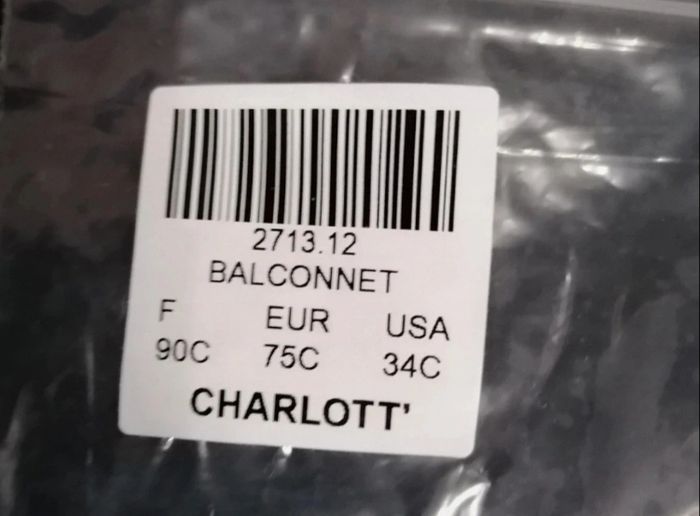 2713.12
BALCONNET
F EUR USA
90C 75C 34C
CHARLOTT'